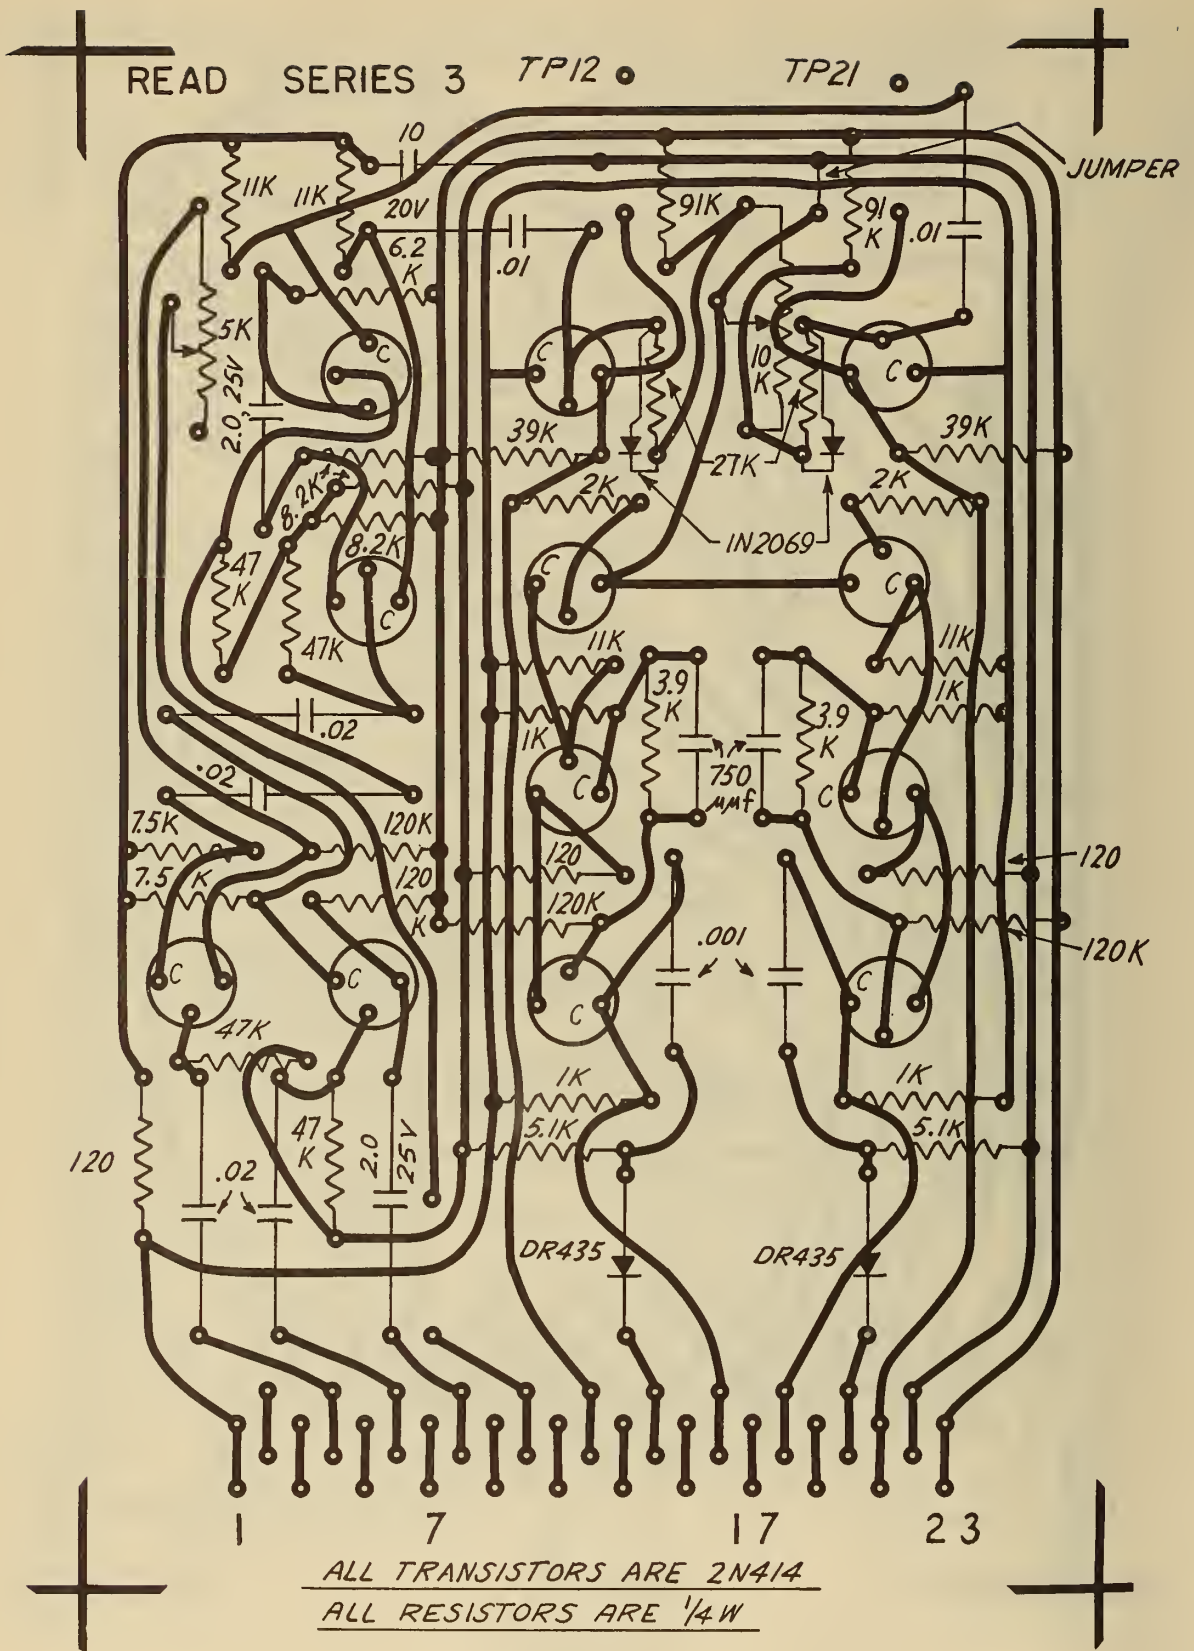 READ SERIES 3 TP12 TP21
10
JUMPER
11K 11K 20V 91K 91 K .01
6.2 K .01
5K
C C 10 K C
2.0, 25V
39K 39K
27K
8.2K 2K 2K
1N2069
8.2K
47 K C C
C
47K 11K 11K
3.9 K 1K
.02 1K 3.9 K
.02 750 μμf
C C
7.5K 120K
120 120
7.5 K 120 K 120K
.001 120K
C C C C
47K
1K 1K
47 K 2.0 25V 5.1K 5.1K
120 .02
DR435 DR435
1 7 17 23
ALL TRANSISTORS ARE 2N414
ALL RESISTORS ARE 1/4 W